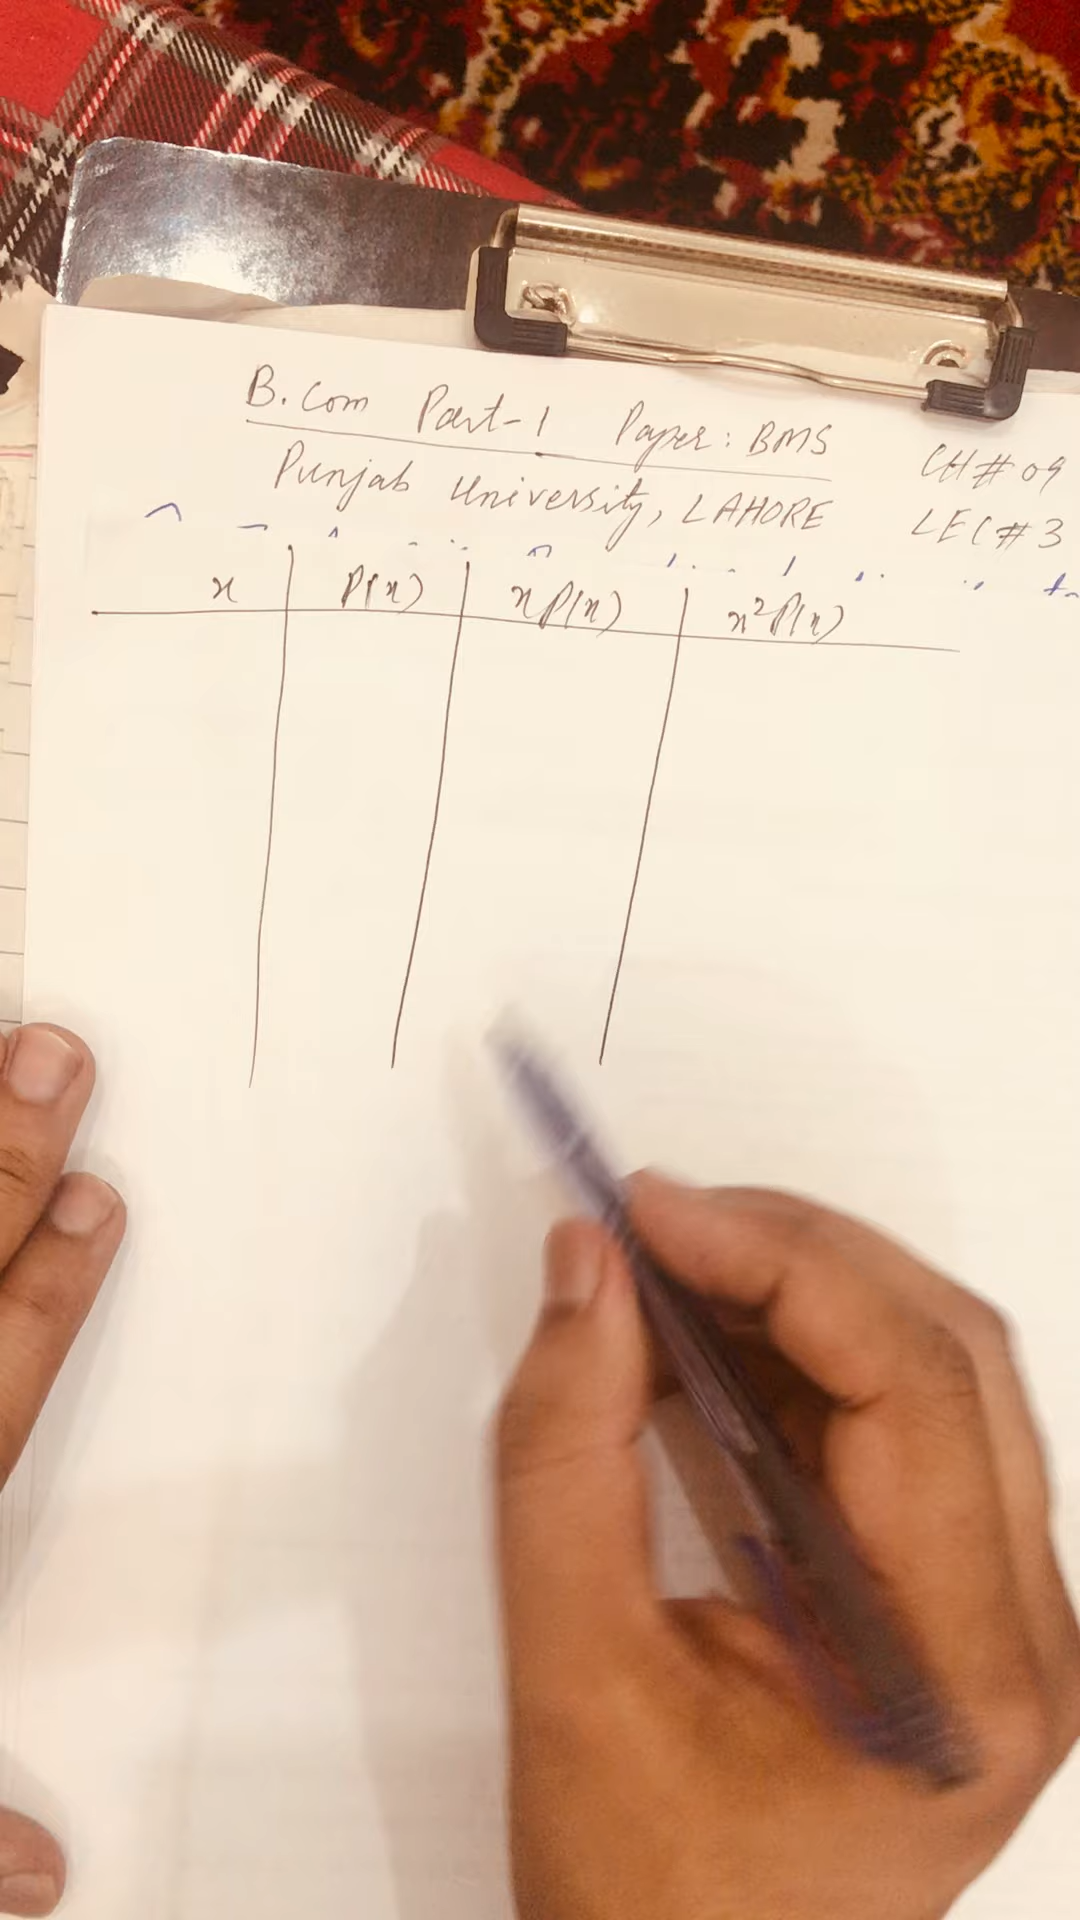 B. Com Part-1 Paper: BMS CH# 09
Punjab University, LAHORE LEC#3
x P(x) xP(x) x²P(x)